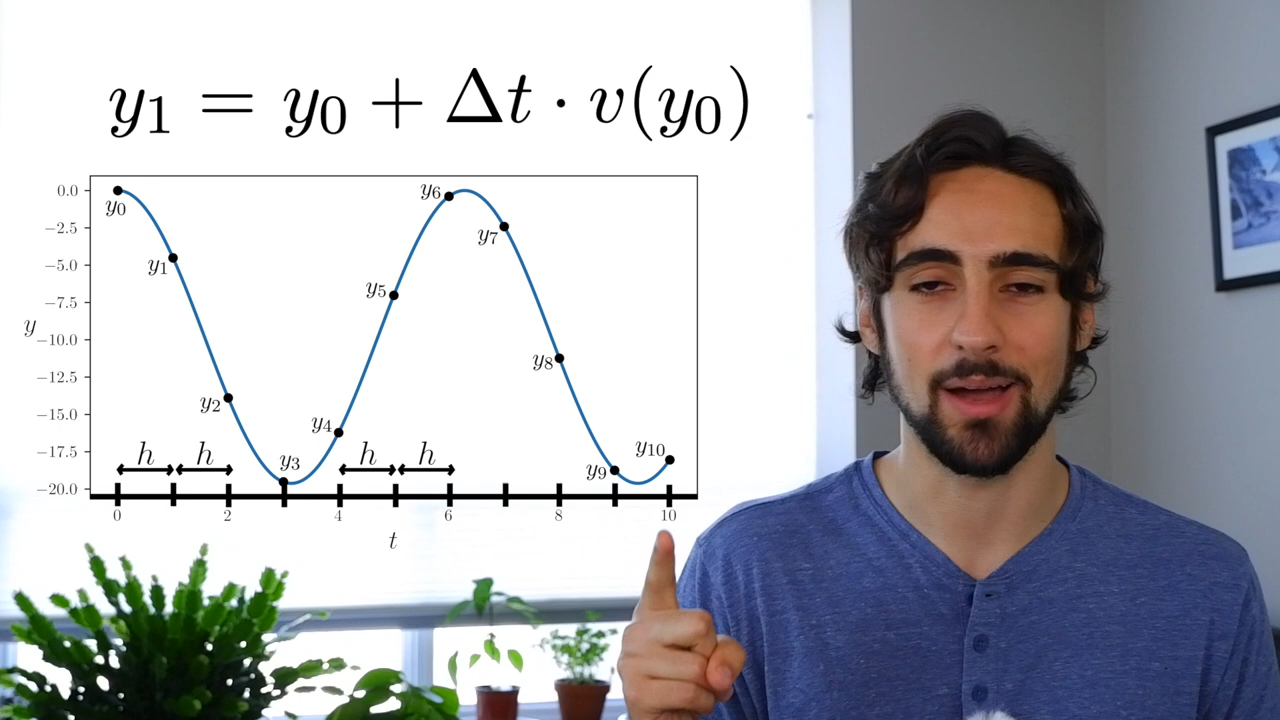 y₁ = y₀ + Δt · v(y₀)
0.0
−2.5
−5.0
−7.5
−10.0
−12.5
−15.0
−17.5
−20.0
y
y₀
y₁
y₂
y₃
y₄
y₅
y₆
y₇
y₈
y₉
y₁₀
h h h h
0 2 4 6 8 10
t